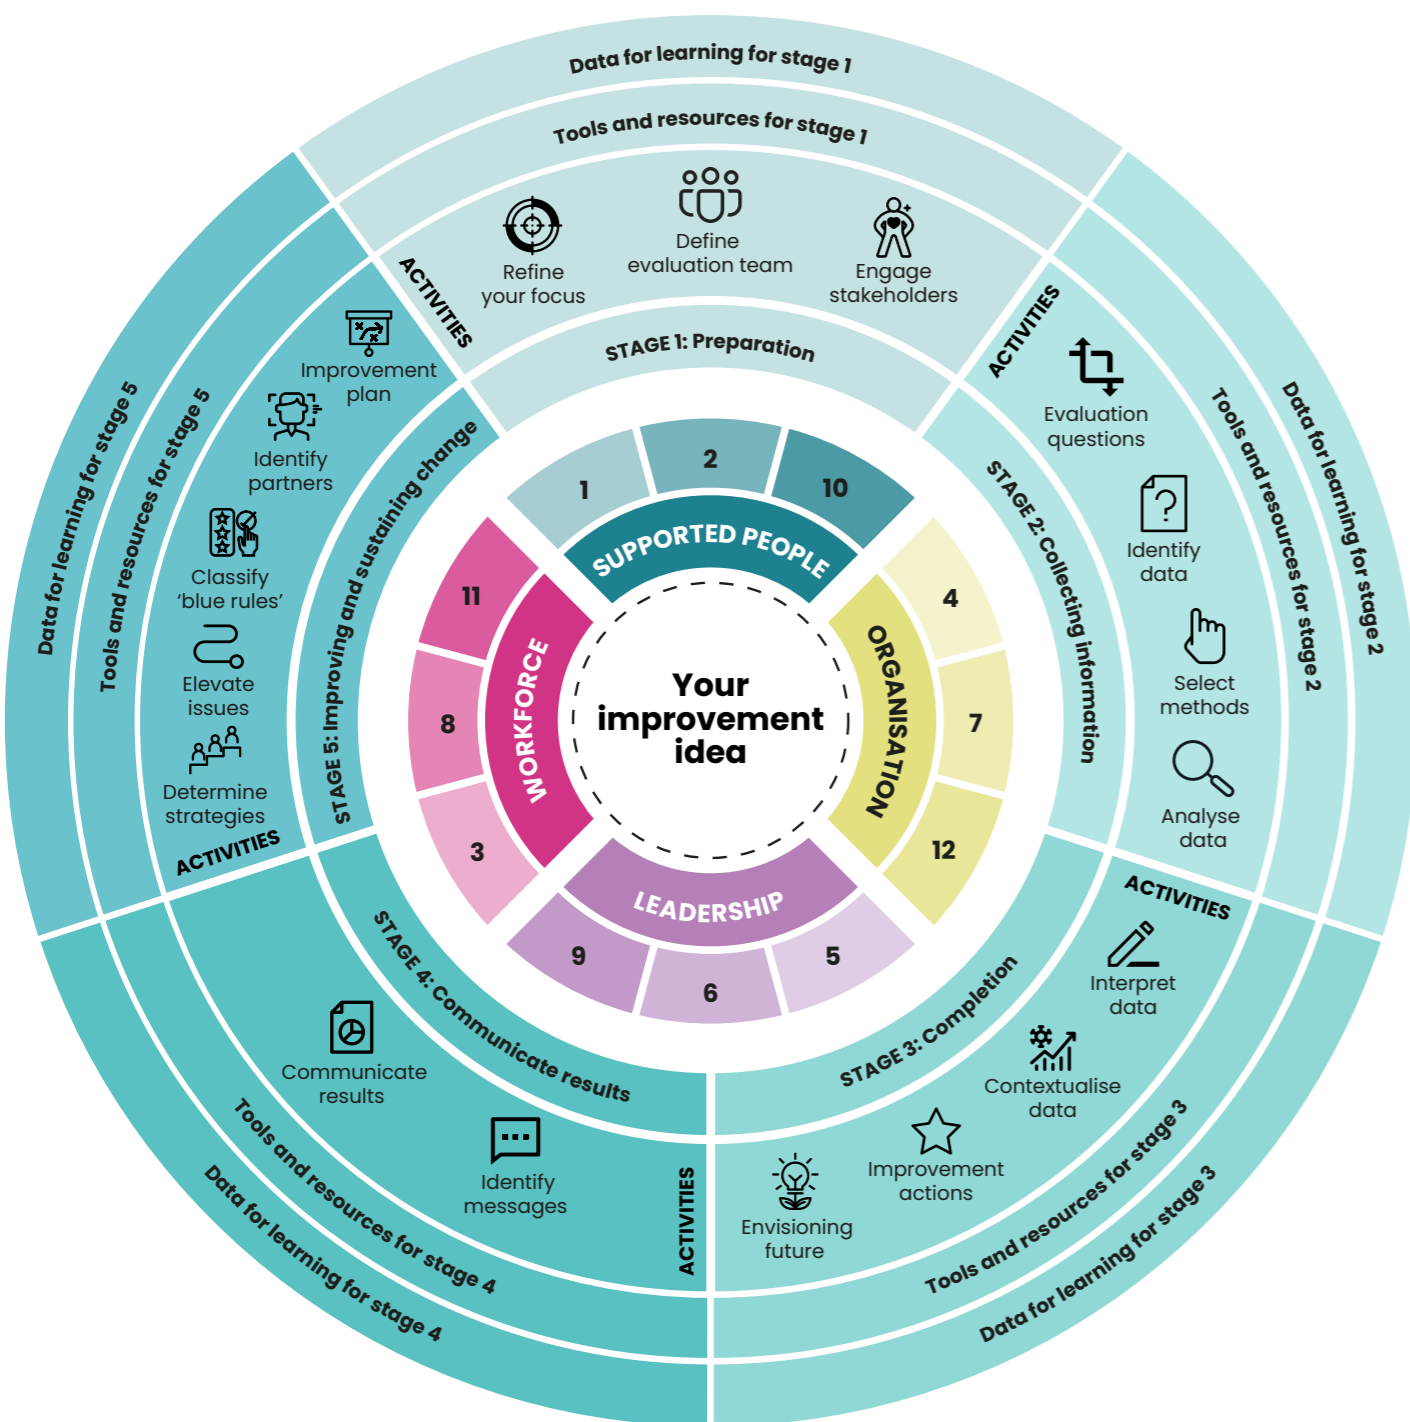 Data for learning for stage 1
Tools and resources for stage 1
ACTIVITIES
Refine
your focus
Define
evaluation team
Engage
stakeholders
STAGE 1: Preparation
Data for learning for stage 2
Tools and resources for stage 2
ACTIVITIES
Evaluation
questions
Identify
data
Select
methods
Analyse
data
STAGE 2: Collecting information
Data for learning for stage 3
Tools and resources for stage 3
ACTIVITIES
Interpret
data
Contextualise
data
Improvement
actions
Envisioning
future
STAGE 3: Completion
Data for learning for stage 4
Tools and resources for stage 4
ACTIVITIES
Identify
messages
Communicate
results
STAGE 4: Communicate results
Data for learning for stage 5
Tools and resources for stage 5
ACTIVITIES
Determine
strategies
Elevate
issues
Classify
‘blue rules’
Identify
partners
Improvement
plan
STAGE 5: Improving and sustaining change
1
2
10
SUPPORTED PEOPLE
4
7
12
ORGANISATION
5
6
9
LEADERSHIP
3
8
11
WORKFORCE
Your
improvement
idea